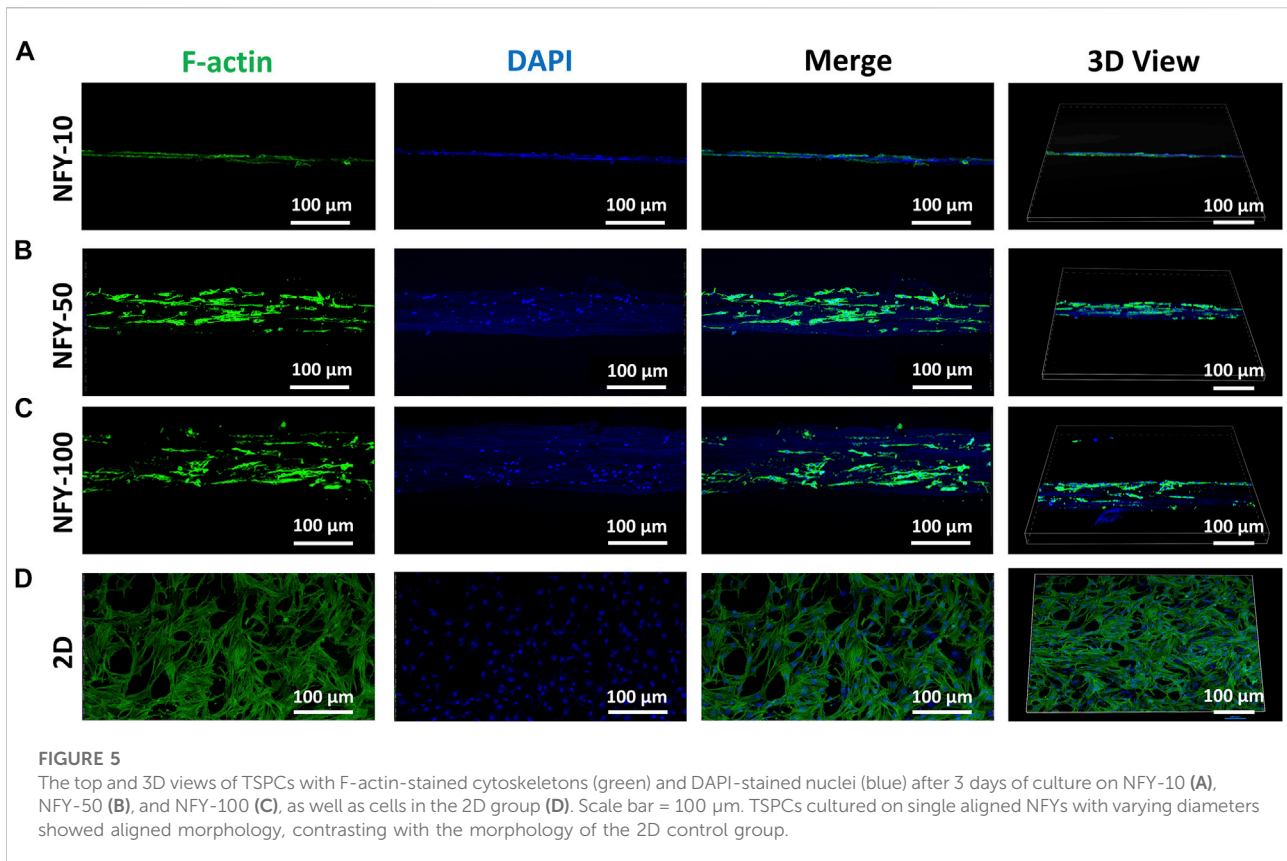 A
F-actin
DAPI
Merge
3D View
NFY-10
100 µm
100 µm
100 µm
100 µm
B
NFY-50
100 µm
100 µm
100 µm
100 µm
C
NFY-100
100 µm
100 µm
100 µm
100 µm
D
2D
100 µm
100 µm
100 µm
100 µm
FIGURE 5
The top and 3D views of TSPCs with F-actin-stained cytoskeletons (green) and DAPI-stained nuclei (blue) after 3 days of culture on NFY-10 (A),
NFY-50 (B), and NFY-100 (C), as well as cells in the 2D group (D). Scale bar = 100 µm. TSPCs cultured on single aligned NFYs with varying diameters
showed aligned morphology, contrasting with the morphology of the 2D control group.